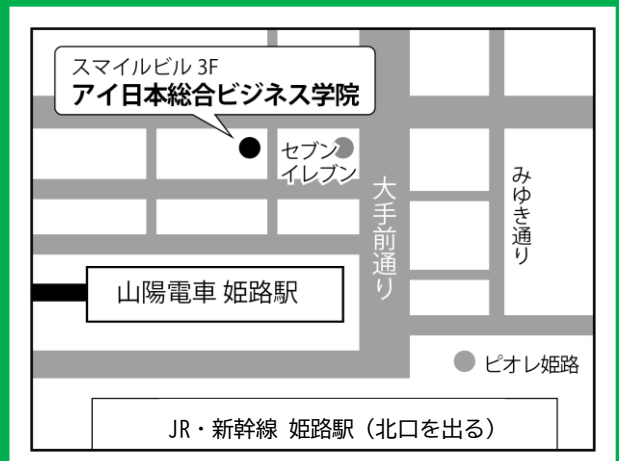 スマイルビル 3F
アイ日本総合ビジネス学院
セブン
イレブン
大手前通り
みゆき通り
山陽電車 姫路駅
ピオレ姫路
JR・新幹線 姫路駅（北口を出る）